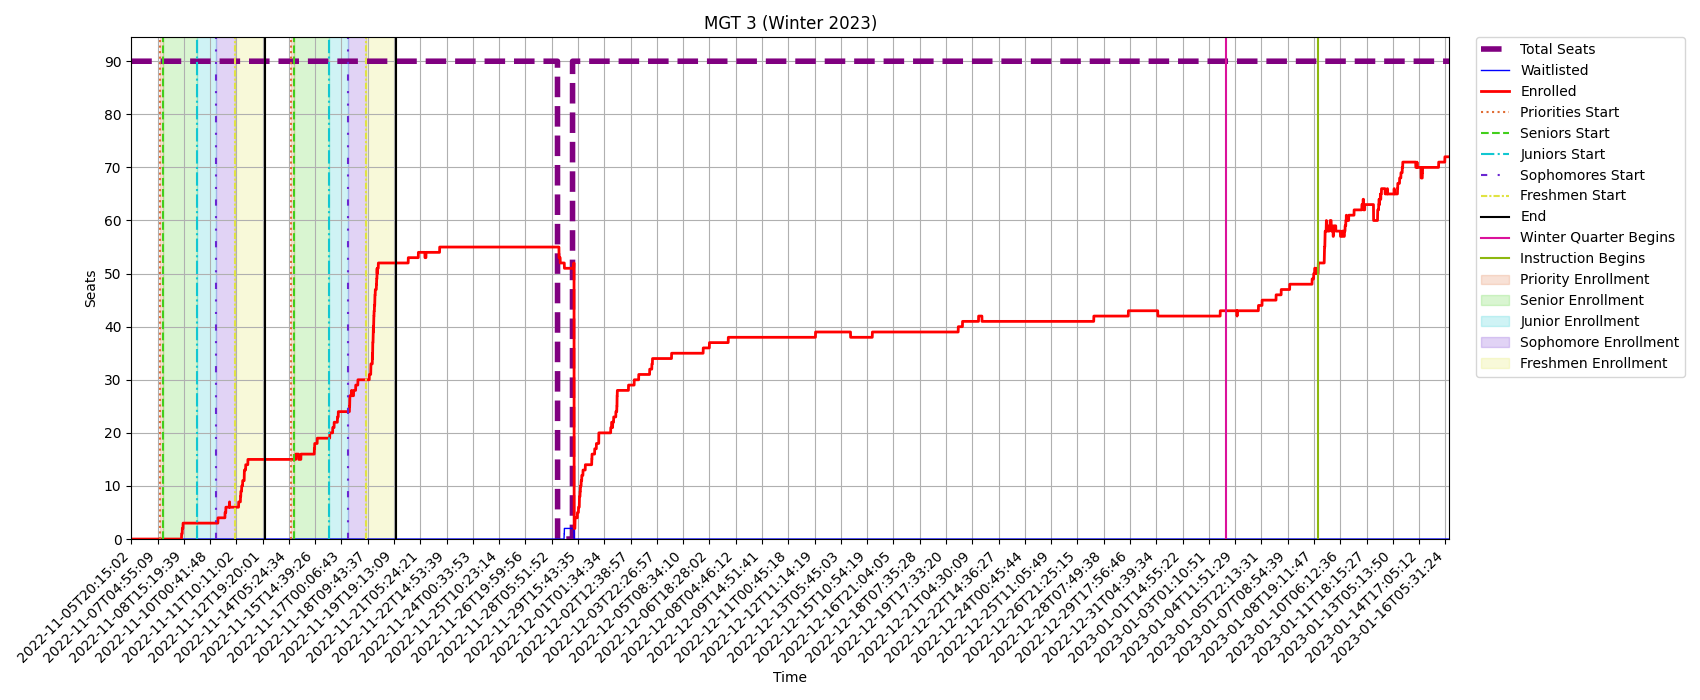 MGT 3 (Winter 2023)
Seats
90
80
70
60
50
40
30
20
10
0
2022-11-05T20:15:02
2022-11-07T04:55:09
2022-11-08T15:19:39
2022-11-10T00:41:48
2022-11-11T10:11:02
2022-11-12T19:20:01
2022-11-14T05:24:34
2022-11-15T14:39:26
2022-11-17T00:06:43
2022-11-18T09:43:37
2022-11-19T19:13:09
2022-11-21T05:24:21
2022-11-22T14:53:39
2022-11-24T00:33:53
2022-11-25T10:23:14
2022-11-26T19:59:56
2022-11-28T05:51:52
2022-11-29T15:43:35
2022-12-01T01:34:34
2022-12-02T12:38:57
2022-12-03T22:26:57
2022-12-05T08:34:10
2022-12-06T18:28:02
2022-12-08T04:46:12
2022-12-09T14:51:41
2022-12-11T00:45:18
2022-12-12T11:14:19
2022-12-13T05:45:03
2022-12-15T10:54:19
2022-12-16T21:04:05
2022-12-18T07:35:28
2022-12-19T17:33:20
2022-12-21T04:30:09
2022-12-22T14:36:27
2022-12-24T00:45:44
2022-12-25T11:05:49
2022-12-26T21:25:15
2022-12-28T07:49:38
2022-12-29T17:56:46
2022-12-31T04:39:34
2023-01-01T14:55:22
2023-01-03T01:10:51
2023-01-04T11:51:29
2023-01-05T22:13:31
2023-01-07T08:54:39
2023-01-08T19:11:47
2023-01-10T06:12:36
2023-01-11T18:15:27
2023-01-13T05:13:50
2023-01-14T17:05:12
2023-01-16T05:31:24
Time
Total Seats
Waitlisted
Enrolled
Priorities Start
Seniors Start
Juniors Start
Sophomores Start
Freshmen Start
End
Winter Quarter Begins
Instruction Begins
Priority Enrollment
Senior Enrollment
Junior Enrollment
Sophomore Enrollment
Freshmen Enrollment